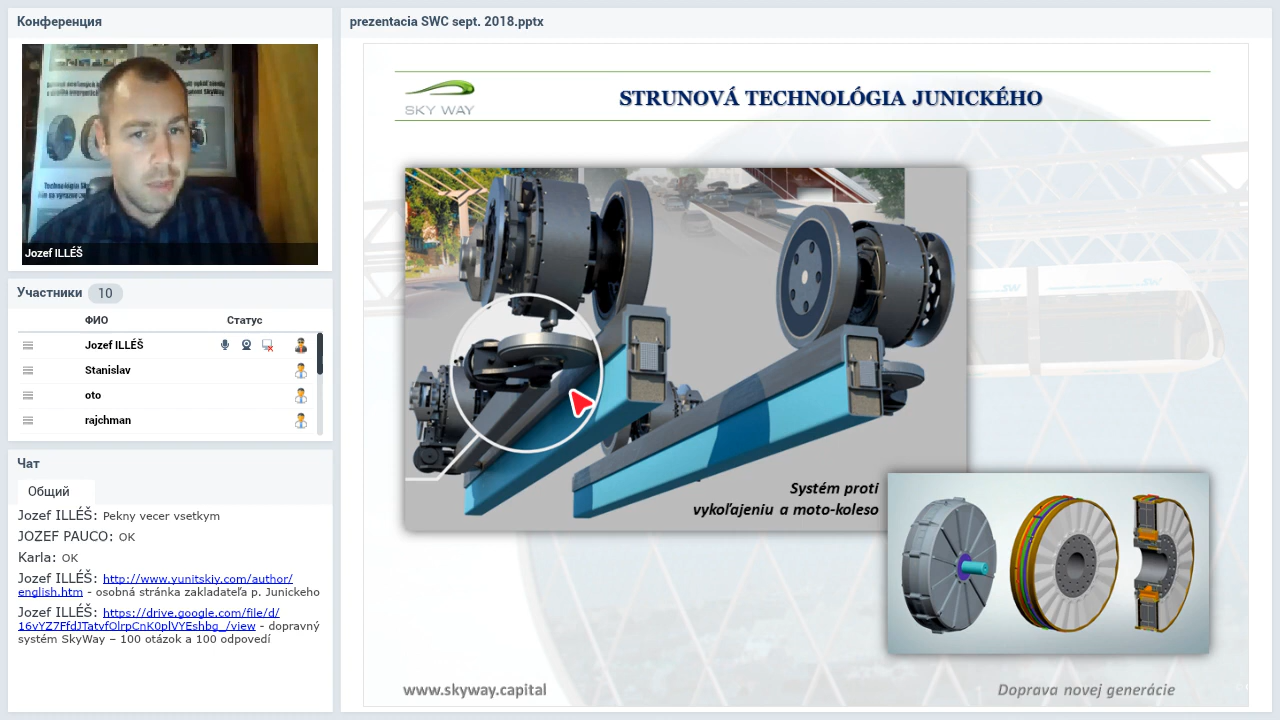 Конференция
Jozef ILLÉŠ
Участники 10
ФИО Статус
Jozef ILLÉŠ
Stanislav
oto
rajchman
Чат
Общий
Jozef ILLÉŠ: Pekny vecer vsetkym
JOZEF PAUCO: OK
Karla: OK
Jozef ILLÉŠ: http://www.yunitskiy.com/author/
english.htm - osobná stránka zakladateľa p. Junickeho
Jozef ILLÉŠ: https://drive.google.com/file/d/
- dopravný
systém SkyWay – 100 otázok a 100 odpovedí
prezentacia SWC sept. 2018.pptx
SKY WAY
STRUNOVÁ TECHNOLÓGIA JUNICKÉHO
SW
SW
Systém proti
vykoľajeniu a moto-koleso
www.skyway.capital
Doprava novej generácie